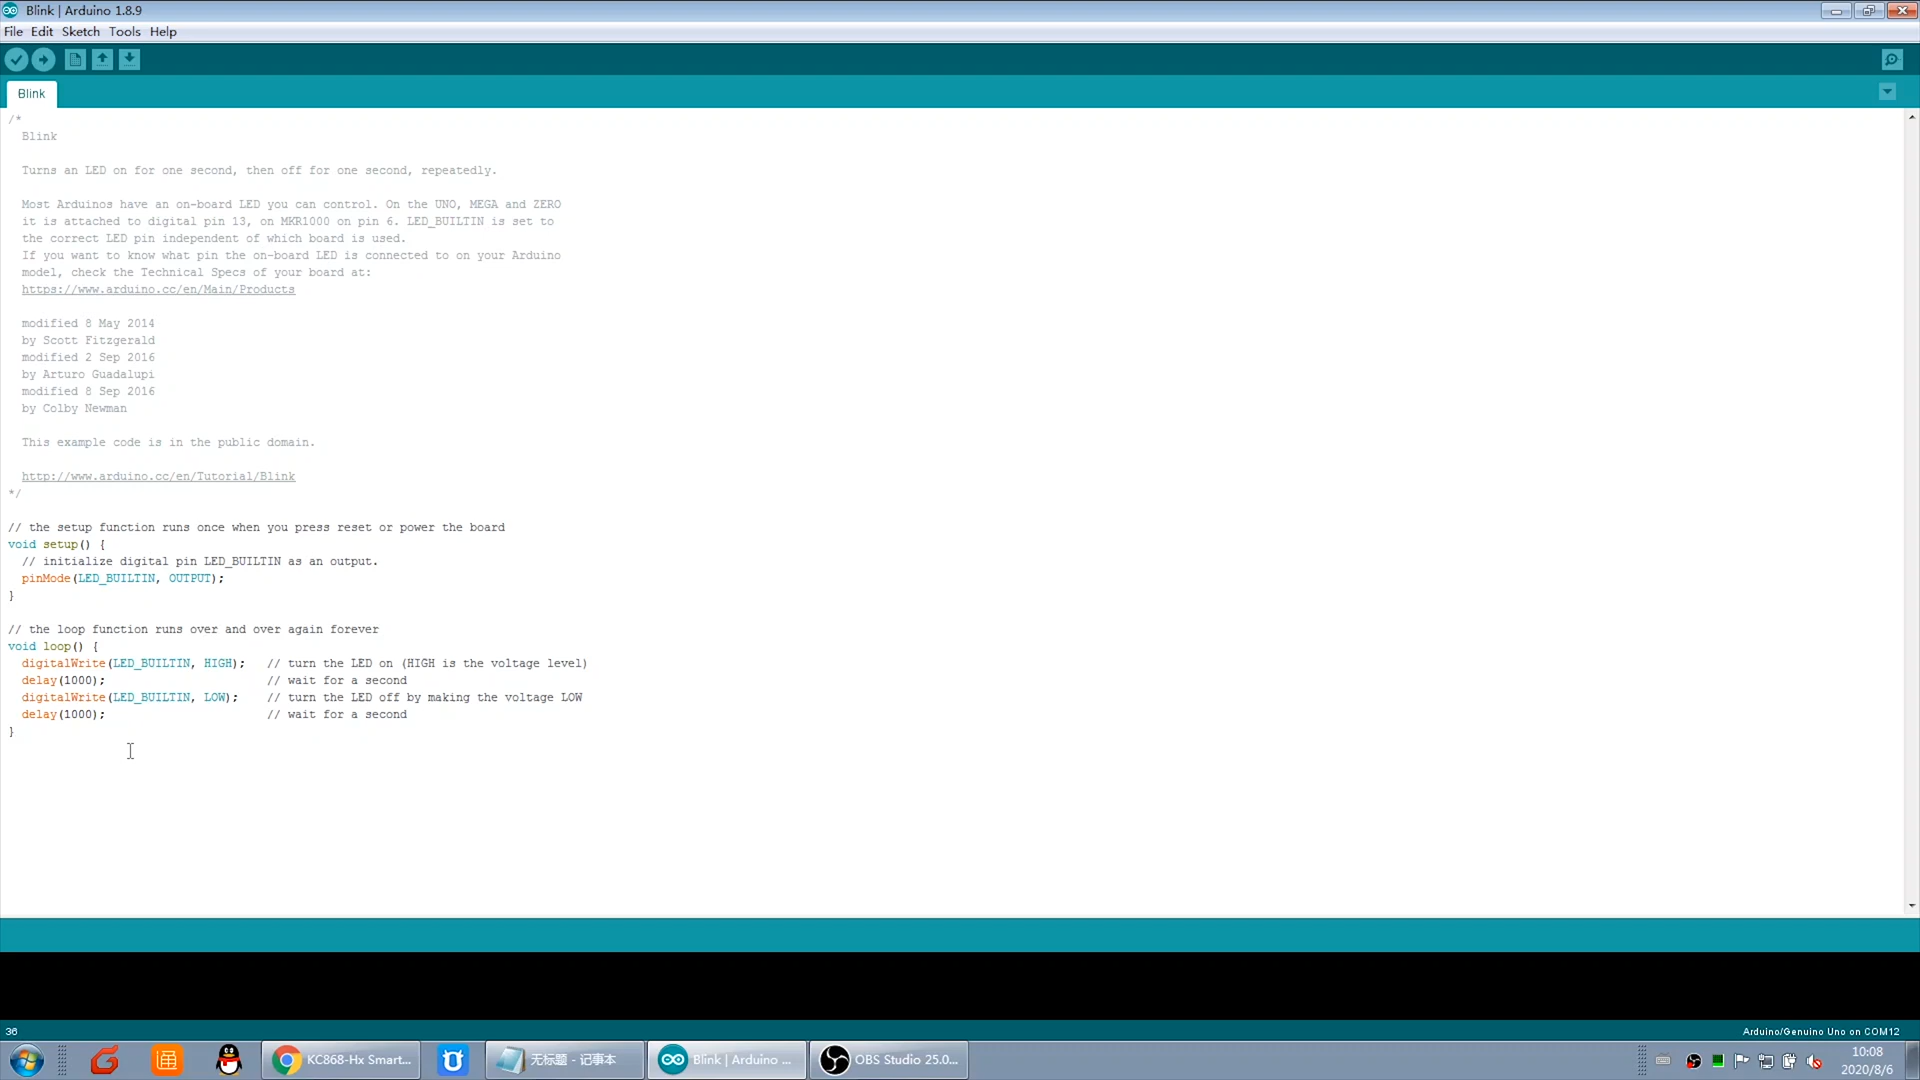 Blink | Arduino 1.8.9
File Edit Sketch Tools Help
Blink
/*
Blink
Turns an LED on for one second, then off for one second, repeatedly.
Most Arduinos have an on-board LED you can control. On the UNO, MEGA and ZERO
it is attached to digital pin 13, on MKR1000 on pin 6. LED_BUILTIN is set to
the correct LED pin independent of which board is used.
If you want to know what pin the on-board LED is connected to on your Arduino
model, check the Technical Specs of your board at:
https://www.arduino.cc/en/Main/Products
modified 8 May 2014
by Scott Fitzgerald
modified 2 Sep 2016
by Arturo Guadalupi
modified 8 Sep 2016
by Colby Newman
This example code is in the public domain.
http://www.arduino.cc/en/Tutorial/Blink
*/
// the setup function runs once when you press reset or power the board
void setup() {
// initialize digital pin LED_BUILTIN as an output.
pinMode(LED_BUILTIN, OUTPUT);
}
// the loop function runs over and over again forever
void loop() {
digitalWrite(LED_BUILTIN, HIGH);   // turn the LED on (HIGH is the voltage level)
delay(1000);                       // wait for a second
digitalWrite(LED_BUILTIN, LOW);    // turn the LED off by making the voltage LOW
delay(1000);                       // wait for a second
}
36
Arduino/Genuino Uno on COM12
KC868-Hx Smart...
无标题 - 记事本
Blink | Arduino ...
OBS Studio 25.0...
10:08
2020/8/6